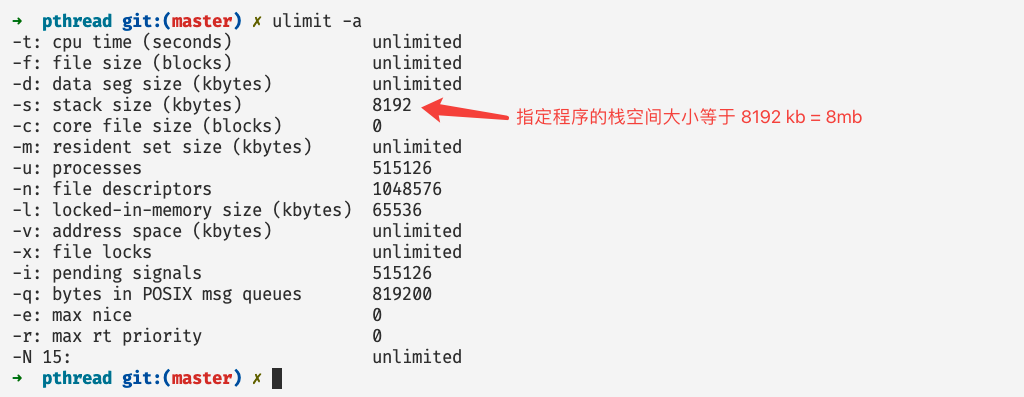 ➜  pthread git:(master) ✗ ulimit -a
-t: cpu time (seconds)              unlimited
-f: file size (blocks)              unlimited
-d: data seg size (kbytes)          unlimited
-s: stack size (kbytes)             8192 指定程序的栈空间大小等于 8192 kb = 8mb
-c: core file size (blocks)         0
-m: resident set size (kbytes)      unlimited
-u: processes                       515126
-n: file descriptors                1048576
-l: locked-in-memory size (kbytes)  65536
-v: address space (kbytes)          unlimited
-x: file locks                      unlimited
-i: pending signals                 515126
-q: bytes in POSIX msg queues       819200
-e: max nice                        0
-r: max rt priority                 0
-N 15:                              unlimited
➜  pthread git:(master) ✗